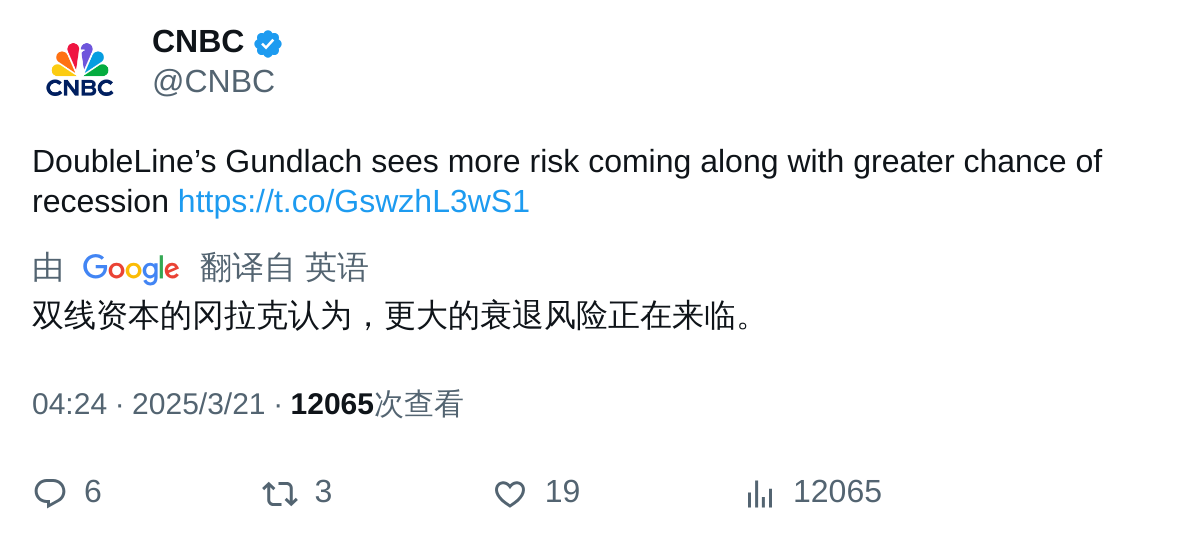 CNBC
CNBC
@CNBC
DoubleLine’s Gundlach sees more risk coming along with greater chance of
recession https://t.co/GswzhL3wS1
由 Google 翻译自 英语
双线资本的冈拉克认为，更大的衰退风险正在来临。
04:24 · 2025/3/21 · 12065次查看
6 3 19 12065